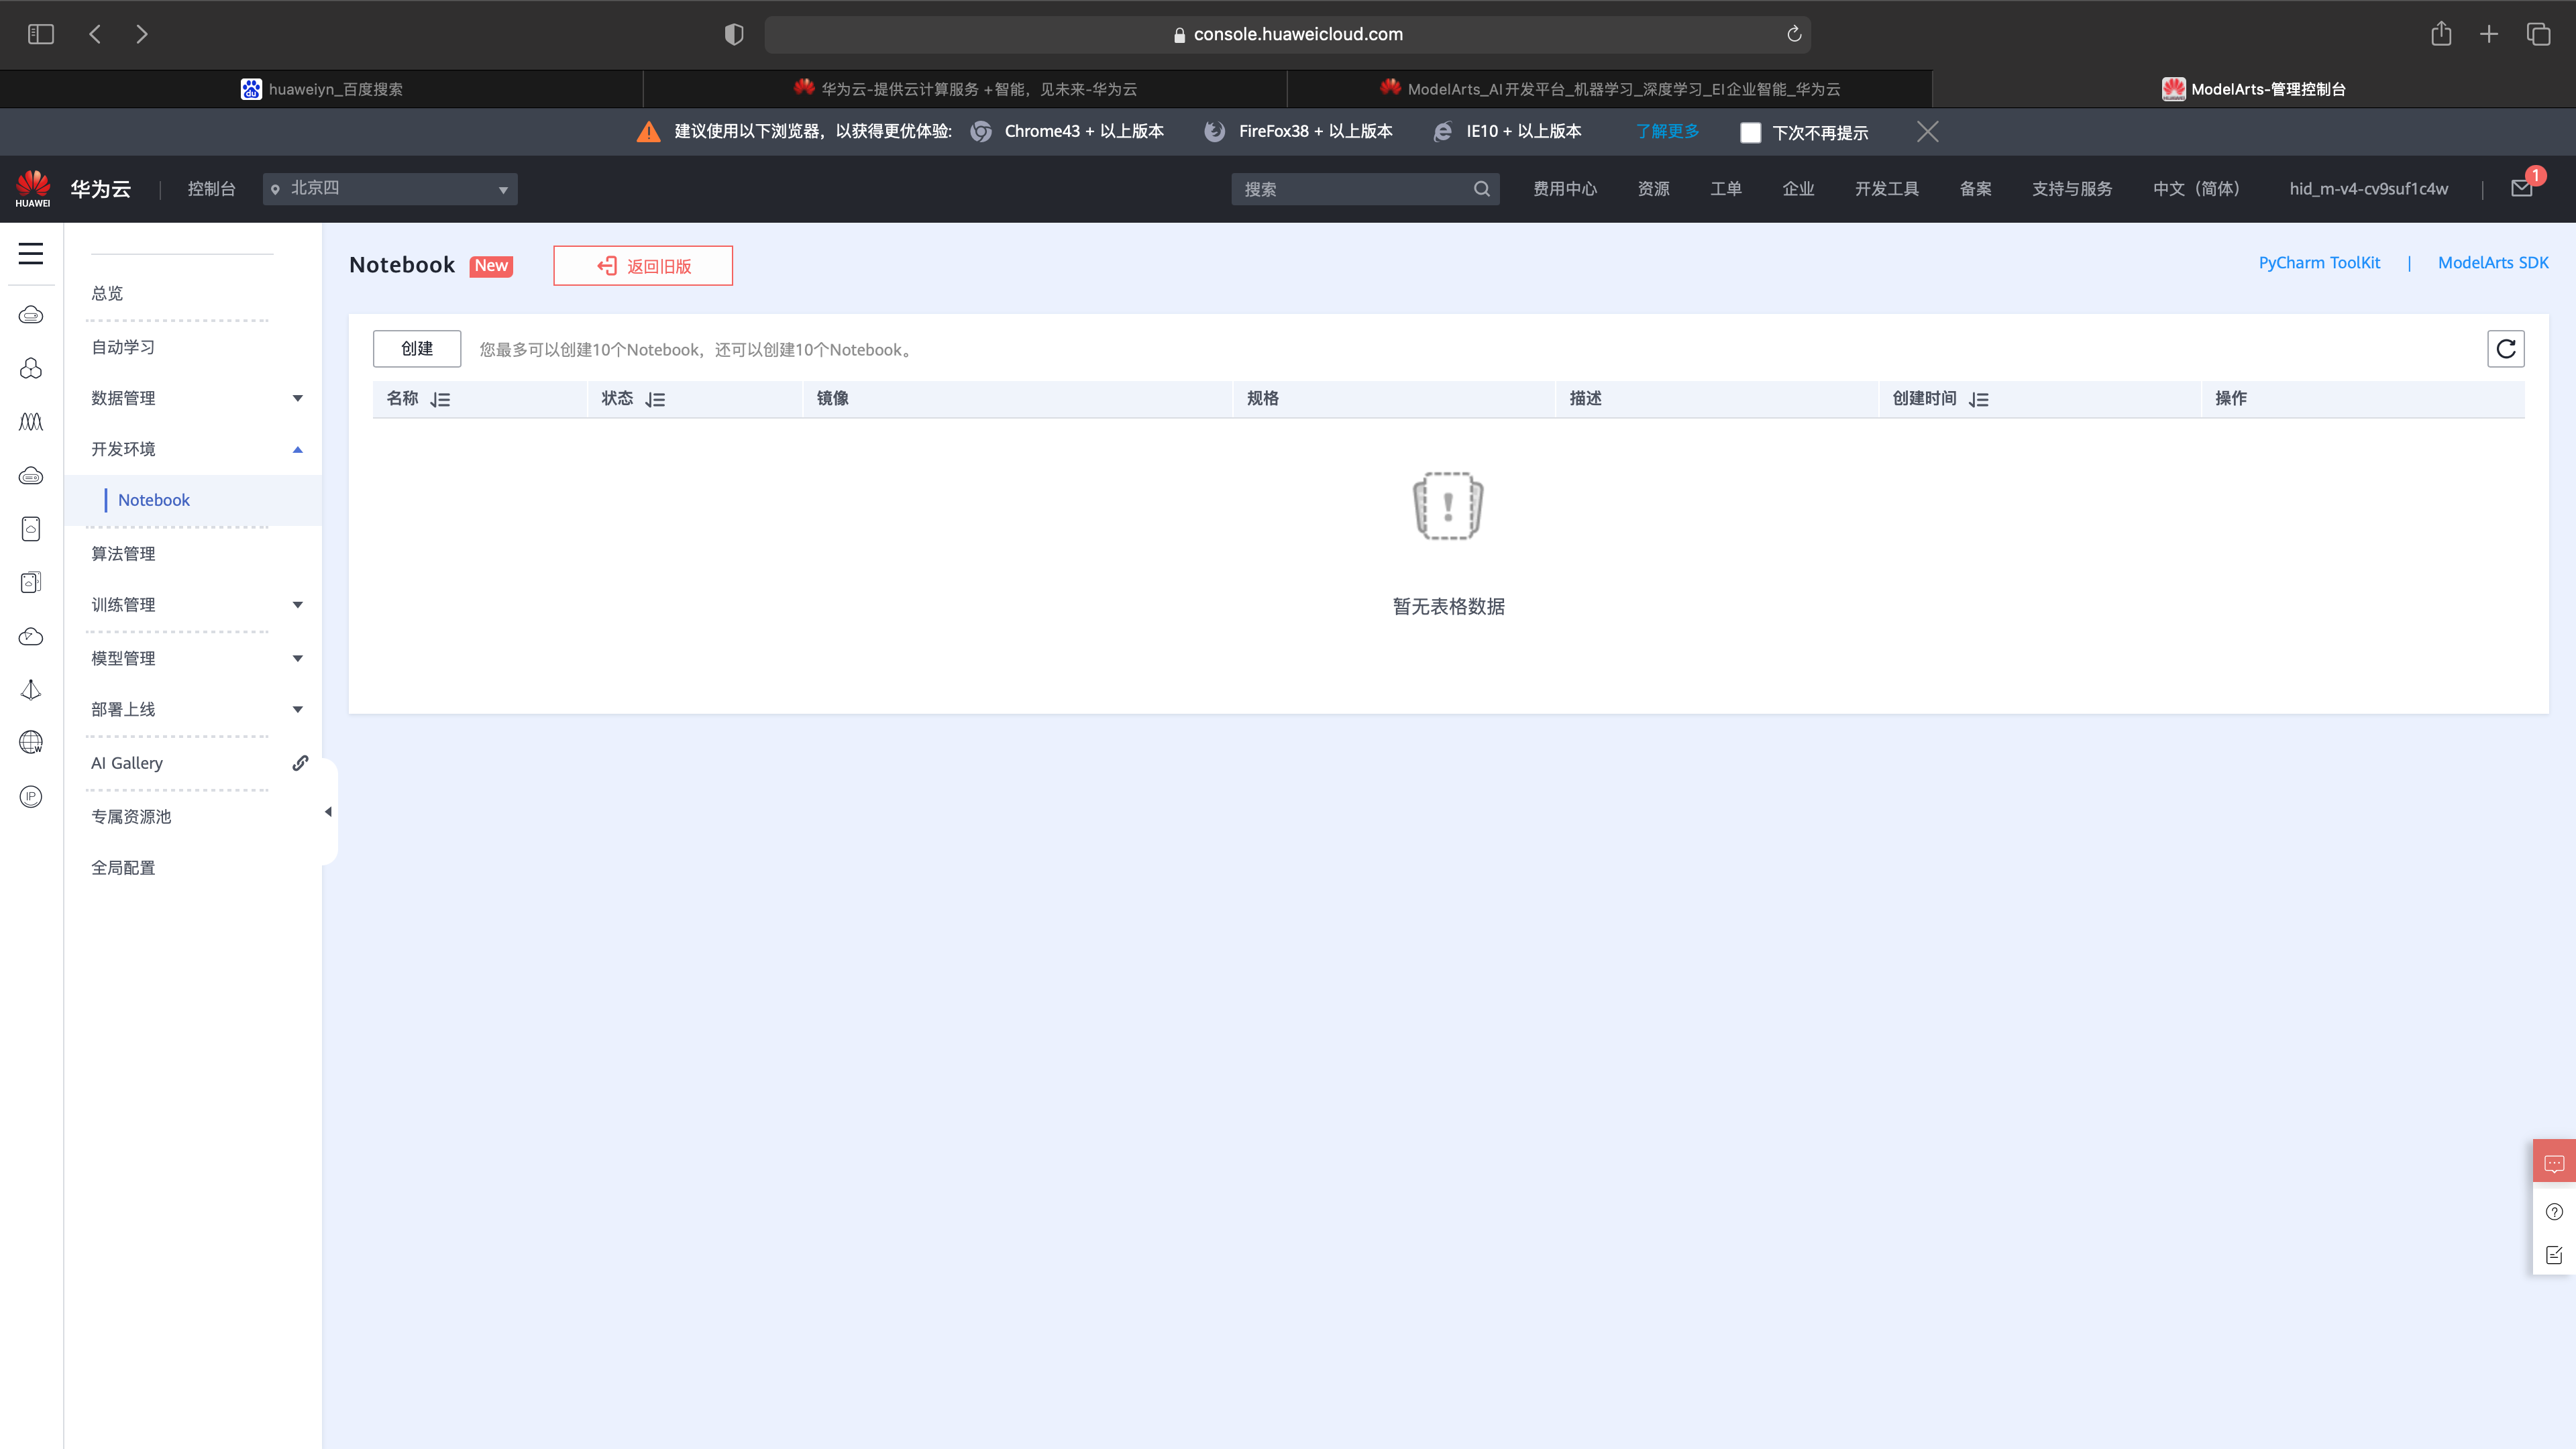 console.huaweicloud.com
huaweiyn_百度搜索
华为云-提供云计算服务 +智能，见未来-华为云
ModelArts_AI开发平台_机器学习_深度学习_EI企业智能_华为云
ModelArts-管理控制台
建议使用以下浏览器，以获得更优体验: Chrome43 + 以上版本 FireFox38 + 以上版本 IE10 + 以上版本 了解更多 下次不再提示
HUAWEI 华为云 | 控制台 北京四 搜索 费用中心 资源 工单 企业 开发工具 备案 支持与服务 中文（简体） hid_m-v4-cv9suf1c4w | 1
Notebook New 返回旧版 PyCharm ToolKit | ModelArts SDK
总览
自动学习
数据管理
开发环境
Notebook
算法管理
训练管理
模型管理
部署上线
AI Gallery
专属资源池
全局配置
W
IP
创建 您最多可以创建10个Notebook，还可以创建10个Notebook。
名称 状态 镜像 规格 描述 创建时间 操作
暂无表格数据